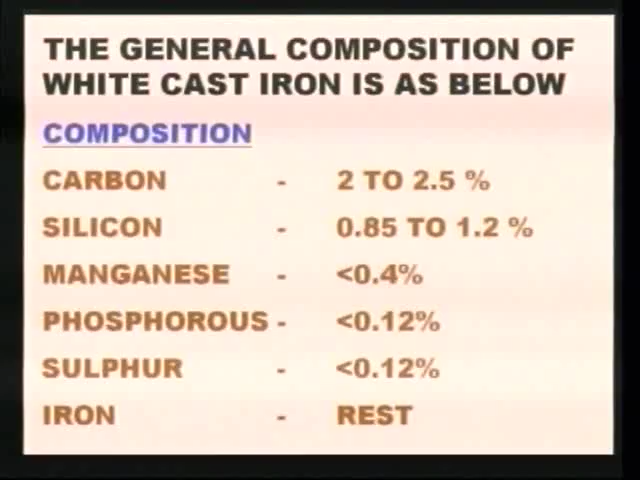 THE GENERAL COMPOSITION OF
WHITE CAST IRON IS AS BELOW
COMPOSITION
CARBON - 2 TO 2.5 %
SILICON - 0.85 TO 1.2 %
MANGANESE - <0.4%
PHOSPHOROUS - <0.12%
SULPHUR - <0.12%
IRON - REST